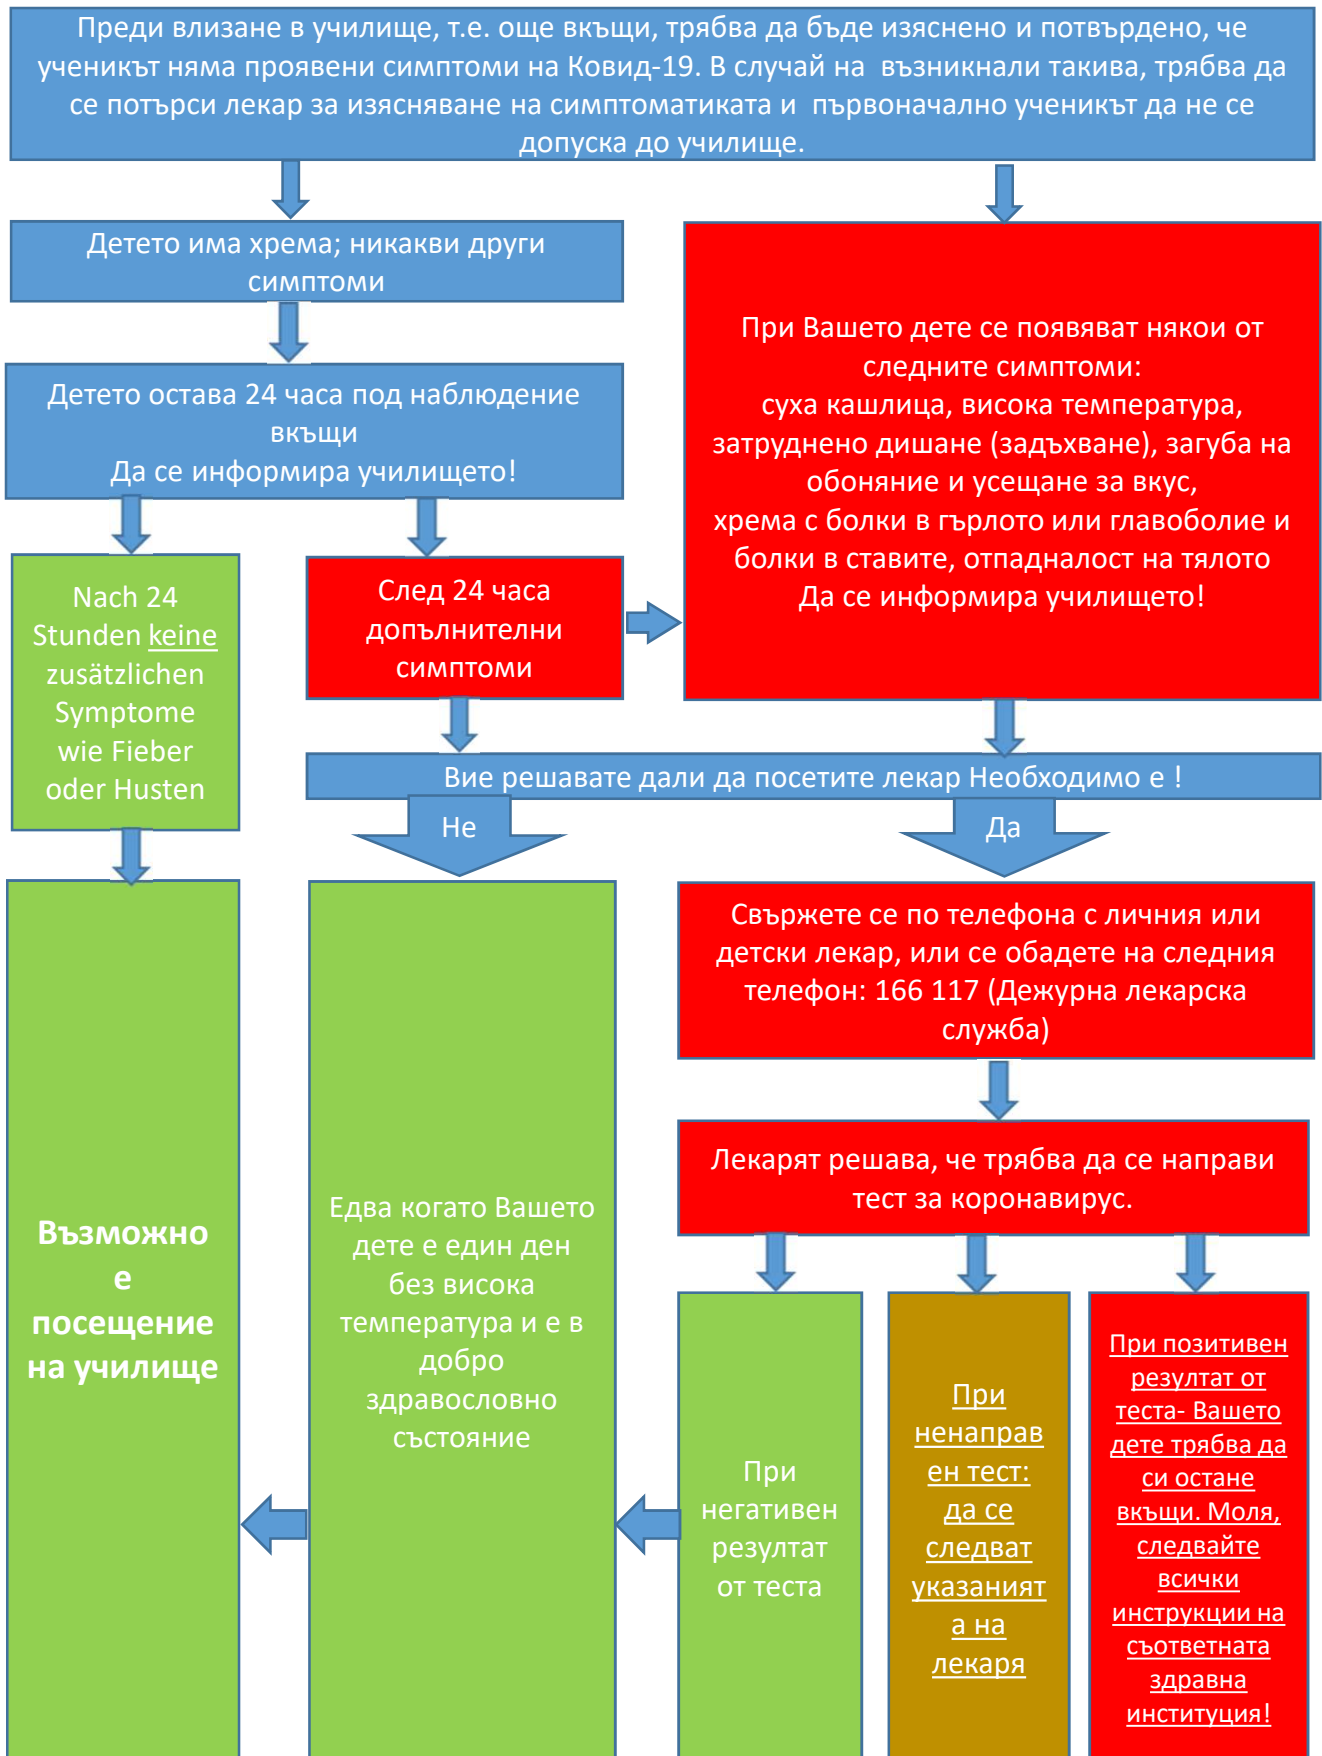 Преди влизане в училище, т.е. още вкъщи, трябва да бъде изяснено и потвърдено, че
ученикът няма проявени симптоми на Ковид-19. В случай на възникнали такива, трябва да
се потърси лекар за изясняване на симптоматиката и първоначално ученикът да не се
допуска до училище.
Детето има хрема; никакви други
симптоми
Детето остава 24 часа под наблюдение
вкъщи
Да се информира училището!
При Вашето дете се появяват някои от
следните симптоми:
суха кашлица, висока температура,
затруднено дишане (задъхване), загуба на
обоняние и усещане за вкус,
хрема с болки в гърлото или главоболие и
болки в ставите, отпадналост на тялото
Да се информира училището!
Nach 24
Stunden keine
zusätzlichen
Symptome
wie Fieber
oder Husten
След 24 часа
допълнителни
симптоми
Вие решавате дали да посетите лекар Необходимо е !
Не
Да
Свържете се по телефона с личния или
детски лекар, или се обадете на следния
телефон: 166 117 (Дежурна лекарска
служба)
Лекарят решава, че трябва да се направи
тест за коронавирус.
Възможно
е
посещение
на училище
Едва когато Вашето
дете е един ден
без висока
температура и е в
добро
здравословно
състояние
При
негативен
резултат
от теста
При
ненаправ
ен тест:
да се
следват
указаният
а на
лекаря
При позитивен
резултат от
теста- Вашето
дете трябва да
си остане
вкъщи. Моля,
следвайте
всички
инструкции на
съответната
здравна
институция!